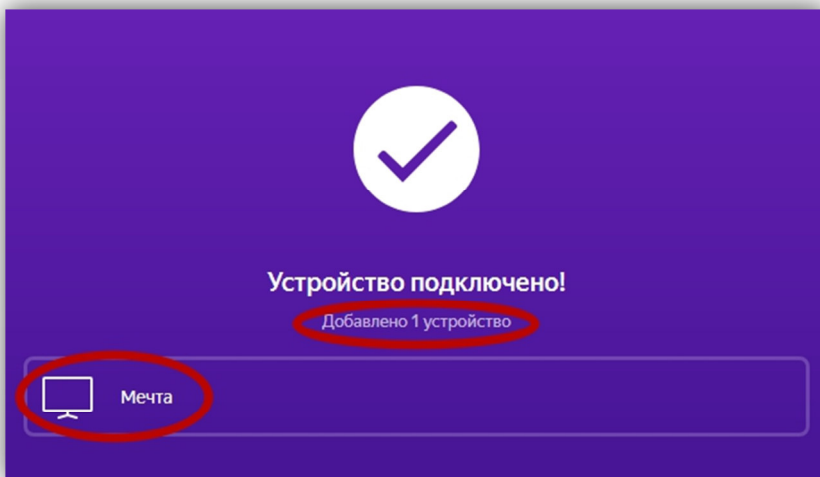 Устройство подключено!
Добавлено 1 устройство
Мечта